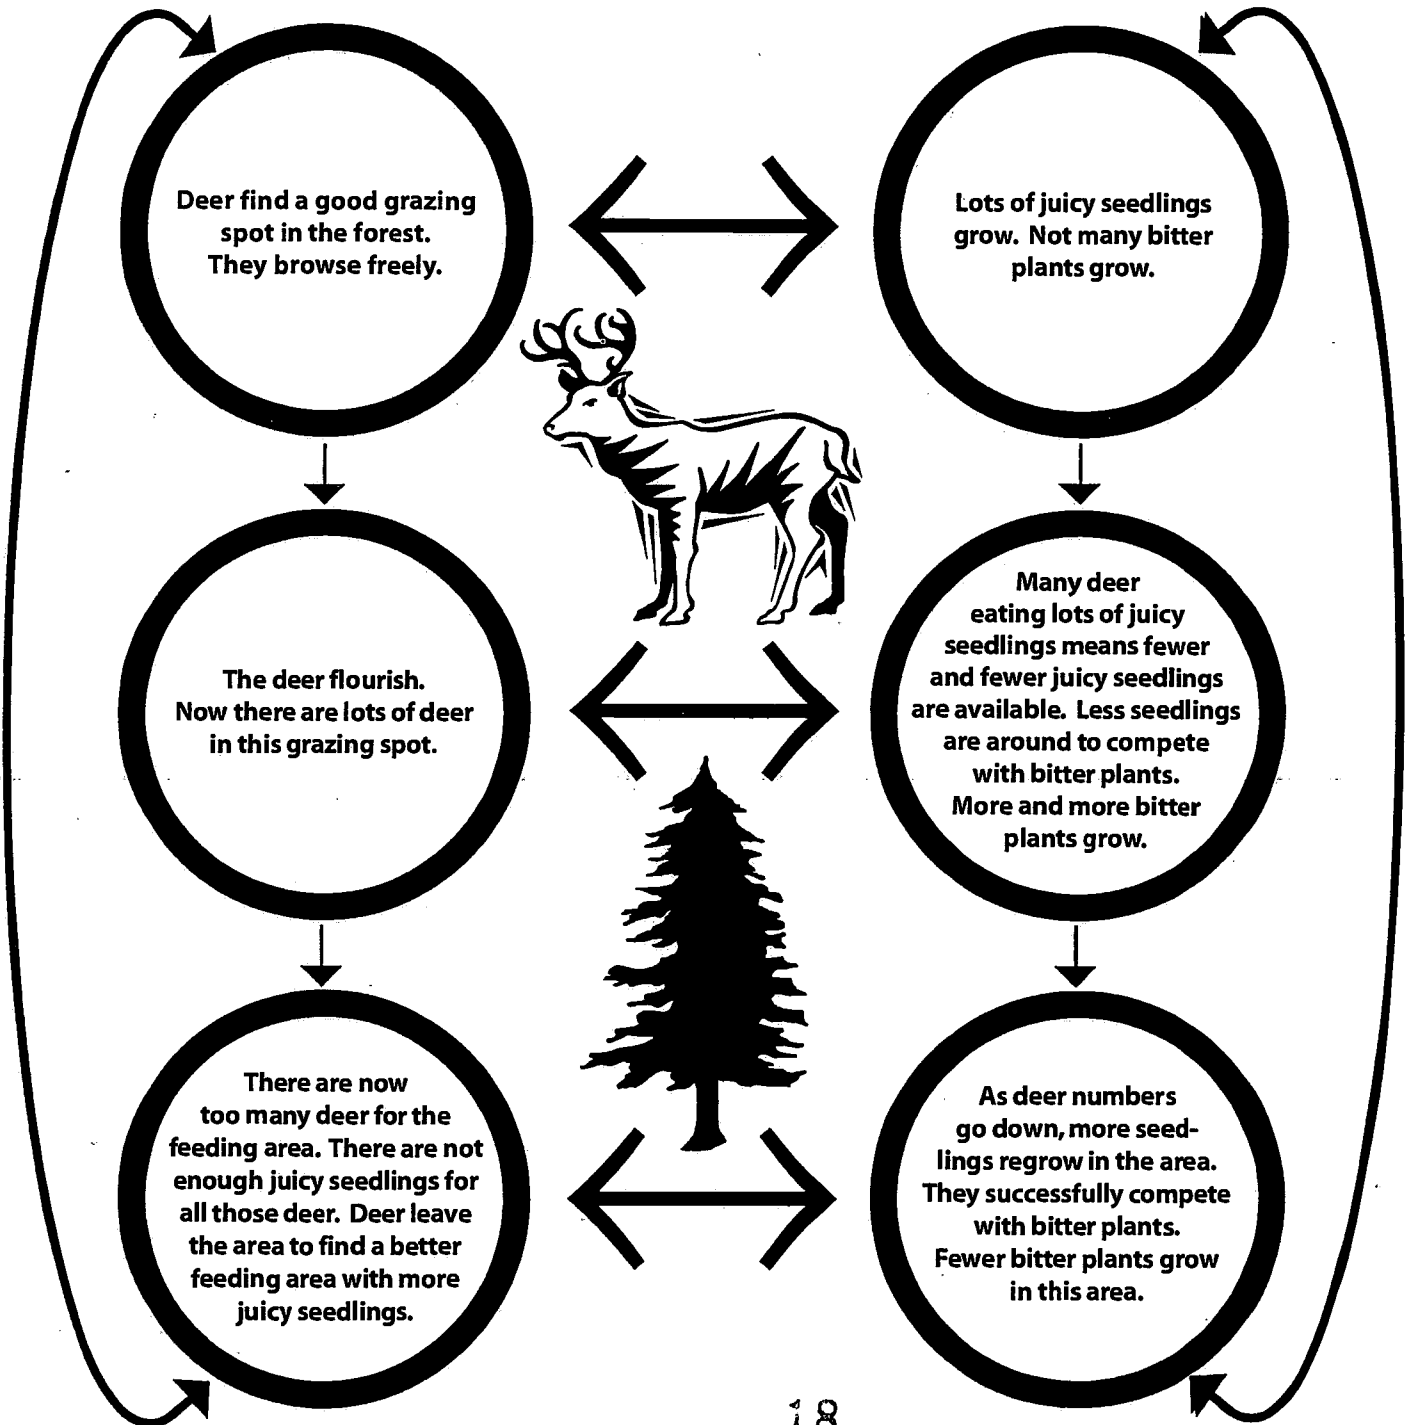 Deer find a good grazing
spot in the forest.
They browse freely.
Lots of juicy seedlings
grow. Not many bitter
plants grow.
The deer flourish.
Now there are lots of deer
in this grazing spot.
Many deer
eating lots of juicy
seedlings means fewer
and fewer juicy seedlings
are available. Less seedlings
are around to compete
with bitter plants.
More and more bitter
plants grow.
There are now
too many deer for the
feeding area. There are not
enough juicy seedlings for
all those deer. Deer leave
the area to find a better
feeding area with more
juicy seedlings.
As deer numbers
go down, more seed-
lings regrow in the area.
They successfully compete
with bitter plants.
Fewer bitter plants grow
in this area.
18